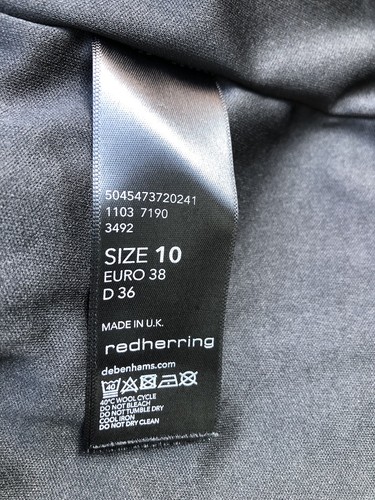 5045473720241
1103 7190
3492
SIZE 10
EURO 38
D 36
MADE IN U.K.
redherring
debenhams.com
40
40°C WOOL CYCLE
DO NOT BLEACH
DO NOT TUMBLE DRY
COOL IRON
DO NOT DRY CLEAN